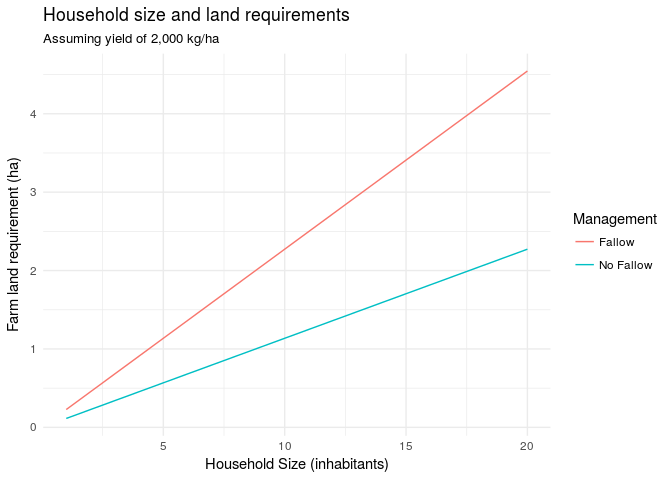 Household size and land requirements
Assuming yield of 2,000 kg/ha
Farm land requirement (ha)
4
3
2
1
0
5 10 15 20
Household Size (inhabitants)
Management
Fallow
No Fallow